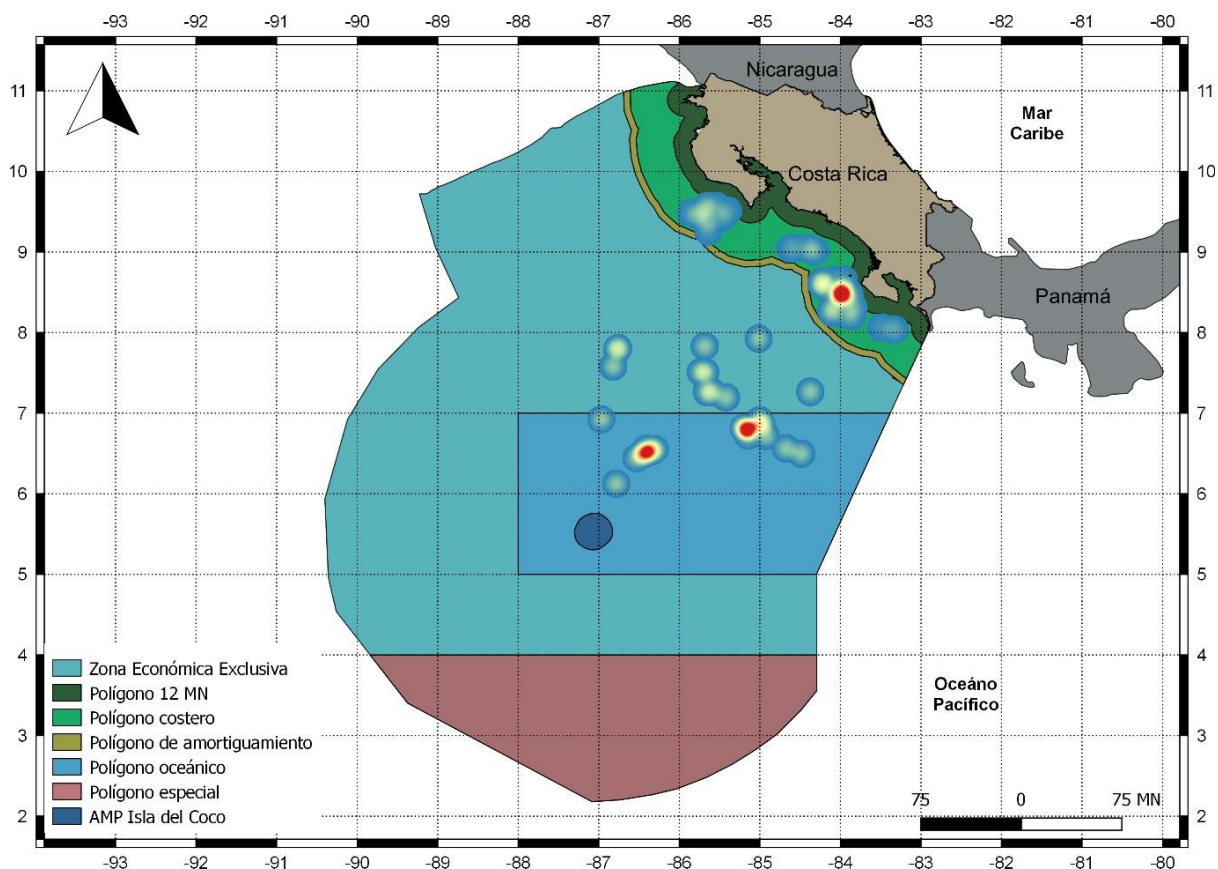 -93 -92 -91 -90 -89 -88 -87 -86 -85 -84 -83 -82 -81 -80
Nicaragua
11 11
Mar
Caribe
10 10
Costa Rica
9 9
Panamá
8 8
7 7
6 6
5 5
Zona Económica Exclusiva
4 4
Polígono 12 MN
Oceáno
Pacífico
Polígono costero
Polígono de amortiguamiento
3 3
Polígono oceánico
Polígono especial
75 0 75 MN
2 2
AMP Isla del Coco
-93 -92 -91 -90 -89 -88 -87 -86 -85 -84 -83 -82 -81 -80